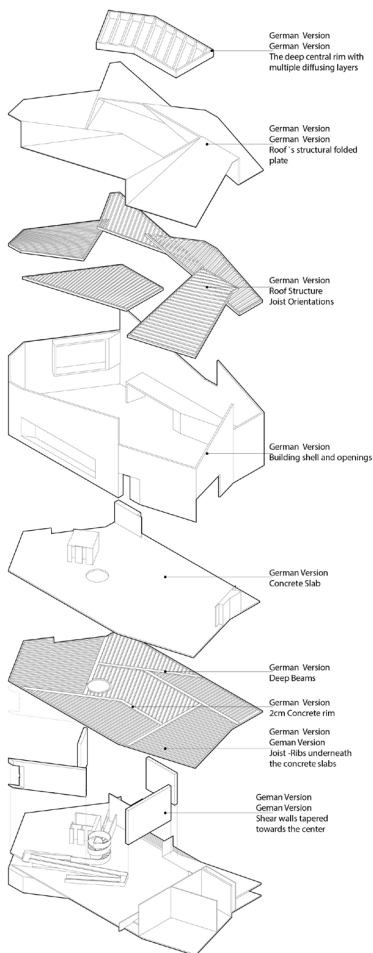 German Version
German Version
The deep central rim with
multiple diffusing layers
German Version
German Version
Roof´s structural folded
plate
German Version
Roof Structure
Joist Orientations
German Version
Building shell and openings
German Version
Concrete Slab
German Version
Deep Beams
German Version
2cm Concrete rim
German Version
Geman Version
Joist -Ribs underneath
the concrete slabs
German Version
German Version
Shear walls tapered
towards the center